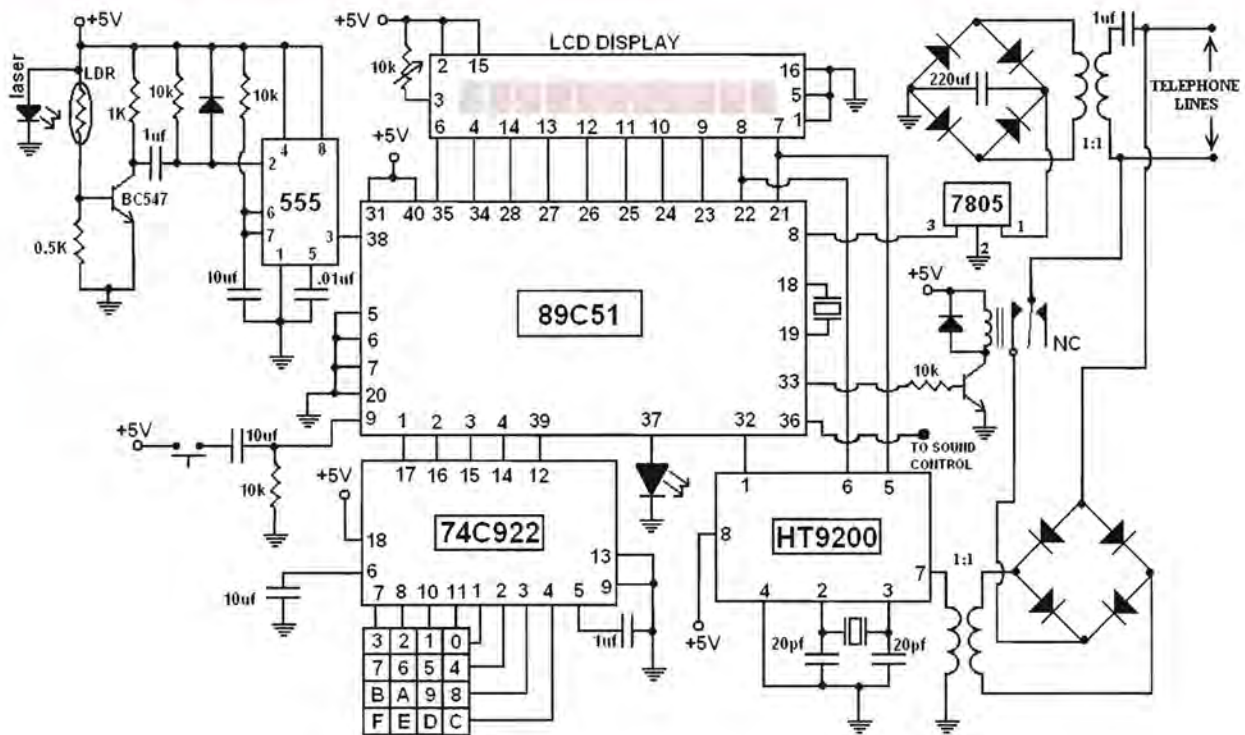 +5V
+5V
LCD DISPLAY
1uf
laser
LDR
1K
10k
10k
10k
2
15
3
16
5
1
220uf
TELEPHONE
LINES
1:1
1uf
6 4 14 13 12 11 10 9 8 7
+5V
4
8
2
555
BC547
31 40 35 34 28 27 26 25 24 23 22 21
7805
6
7
3
38
8
3
2
1
0.5K
1
5
10uf
.01uf
+5V
18
5
89C51
19
NC
6
7
33
10k
20
9
36
TO SOUND
CONTROL
+5V
10uf
1 2 3 4 39 37 32
10k
+5V
17 16 15 14 12
1
6
5
74C922
18
13
8
HT9200
6
9
7
1:1
10uf
7 8 10 11 1 2 3 4 5
4
2
3
3 2 1 0
1uf
+5V
20pf
20pf
7 6 5 4
B A 9 8
F E D C